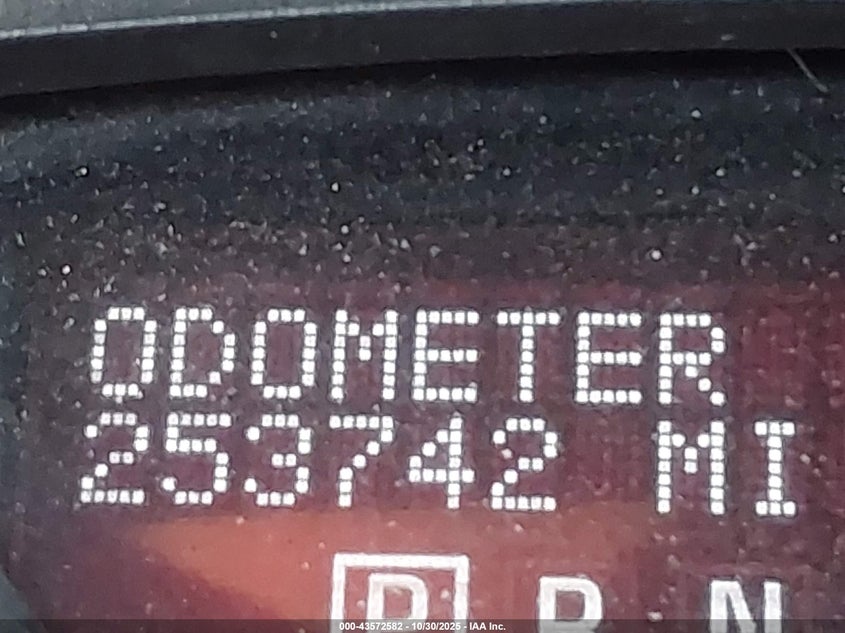 ODOMETER
253742 MI
P R N
000-43572582 - 10/30/2025 - IAA Inc.